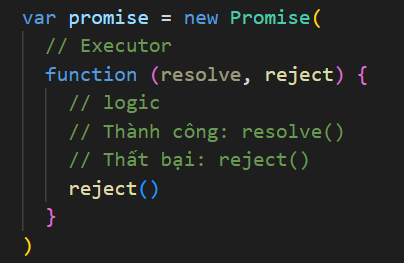 var promise = new Promise(
  // Executor
  function (resolve, reject) {
    // logic
    // Thành công: resolve()
    // Thất bại: reject()
    reject()
  }
)